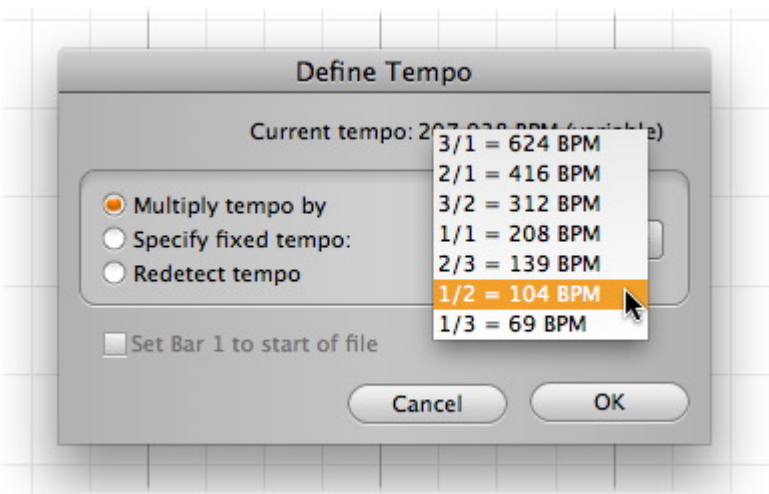 Define Tempo
Current tempo: (variable)
3/1 = 624 BPM
2/1 = 416 BPM
3/2 = 312 BPM
1/1 = 208 BPM
2/3 = 139 BPM
1/2 = 104 BPM
1/3 = 69 BPM
Multiply tempo by
Specify fixed tempo:
Redetect tempo
Set Bar 1 to start of file
Cancel
OK